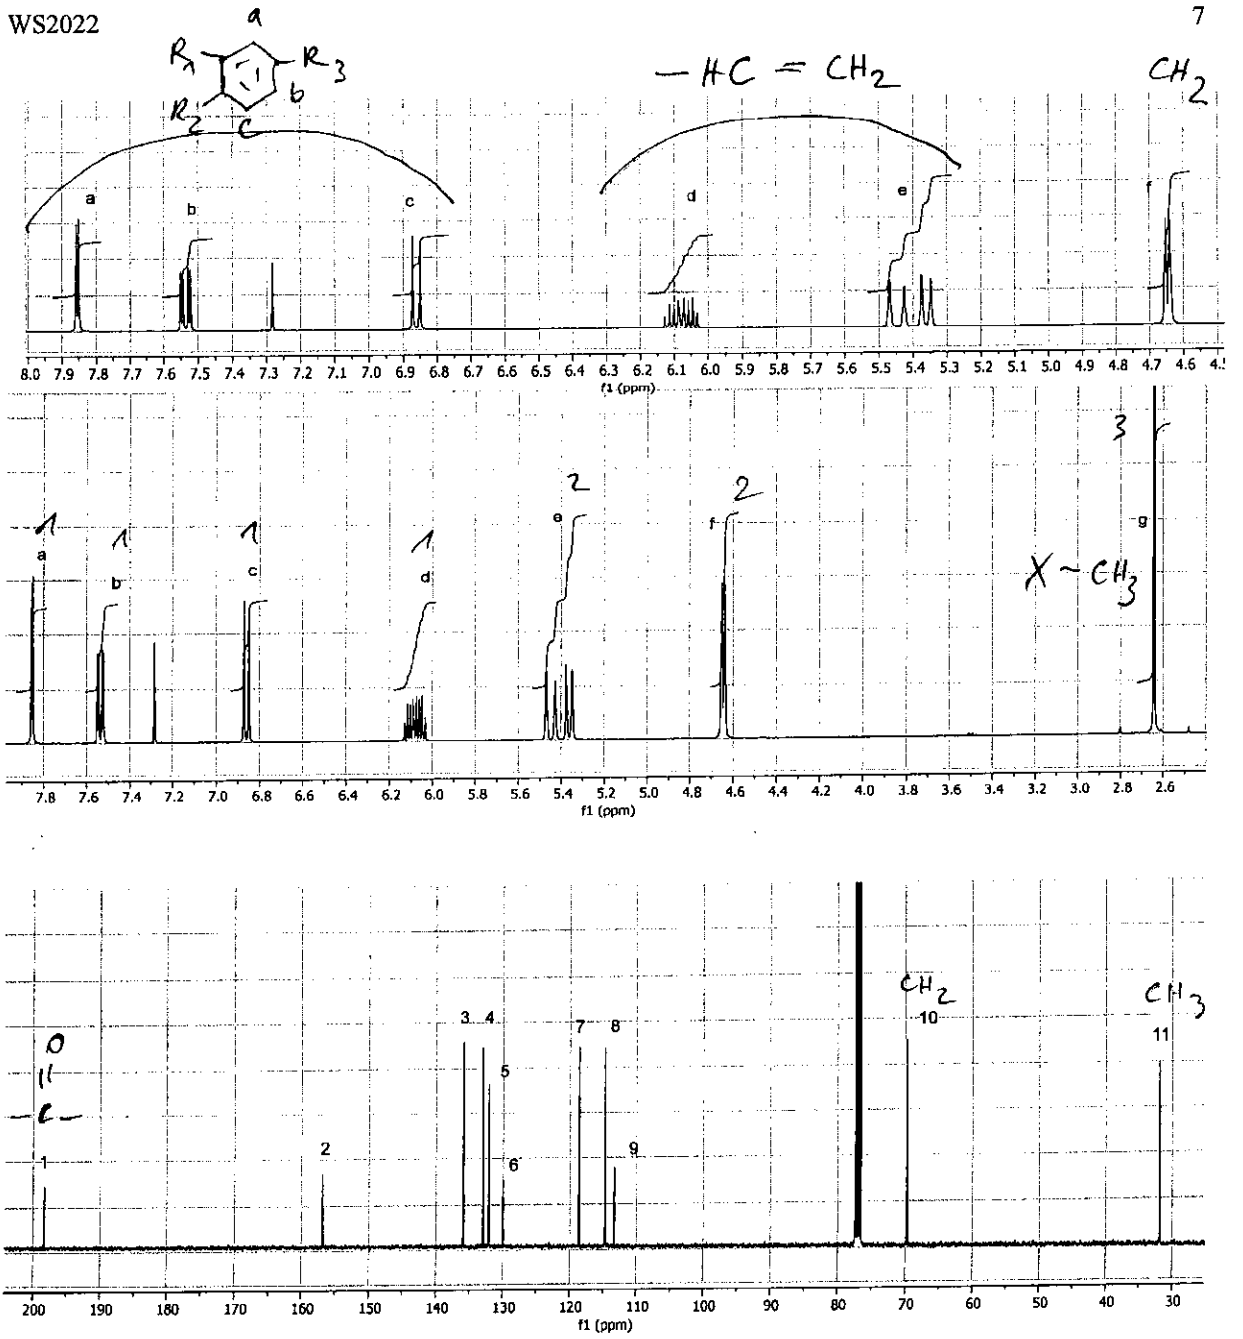 WS2022
7
a
R1
R3
b
R2
C
— HC = CH2
CH2
a
b
c
d
e
f
8.0 7.9 7.8 7.7 7.6 7.5 7.4 7.3 7.2 7.1 7.0 6.9 6.8 6.7 6.6 6.5 6.4 6.3 6.2 6.1 6.0 5.9 5.8 5.7 5.6 5.5 5.4 5.3 5.2 5.1 5.0 4.9 4.8 4.7 4.6
f1 (ppm)
3
2
2
1
1
1
1
a
b
c
d
e
f
g
X ~ CH3
7.8 7.6 7.4 7.2 7.0 6.8 6.6 6.4 6.2 6.0 5.8 5.6 5.4 5.2 5.0 4.8 4.6 4.4 4.2 4.0 3.8 3.6 3.4 3.2 3.0 2.8 2.6
f1 (ppm)
CH2
CH3
10
11
3
4
7
8
5
O
||
—C—
1
2
6
9
200 190 180 170 160 150 140 130 120 110 100 90 80 70 60 50 40 30
f1 (ppm)